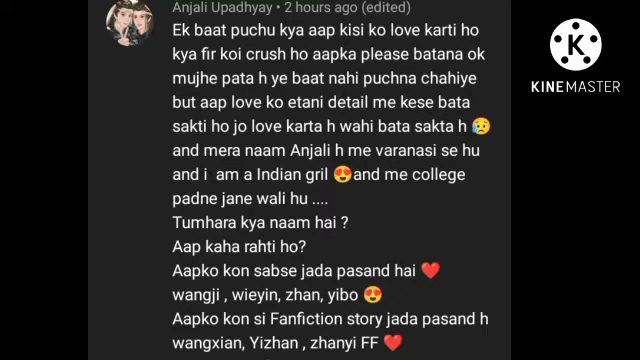 Anjali Upadhyay • 2 hours ago (edited)
Ek baat puchu kya aap kisi ko love karti ho
kya fir koi crush ho aapka please batana ok
mujhe pata h ye baat nahi puchna chahiye
but aap love ko etani detail me kese bata
sakti ho jo love karta h wahi bata sakta h 😥
and mera naam Anjali h me varanasi se hu
and i am a Indian gril 😍and me college
padne jane wali hu ....
Tumhara kya naam hai ?
Aap kaha rahti ho?
Aapko kon sabse jada pasand hai ❤️
wangji , wieyin, zhan, yibo 😍
Aapko kon si Fanfiction story jada pasand h
wangxian, Yizhan , zhanyi FF ❤️
K
KINEMASTER